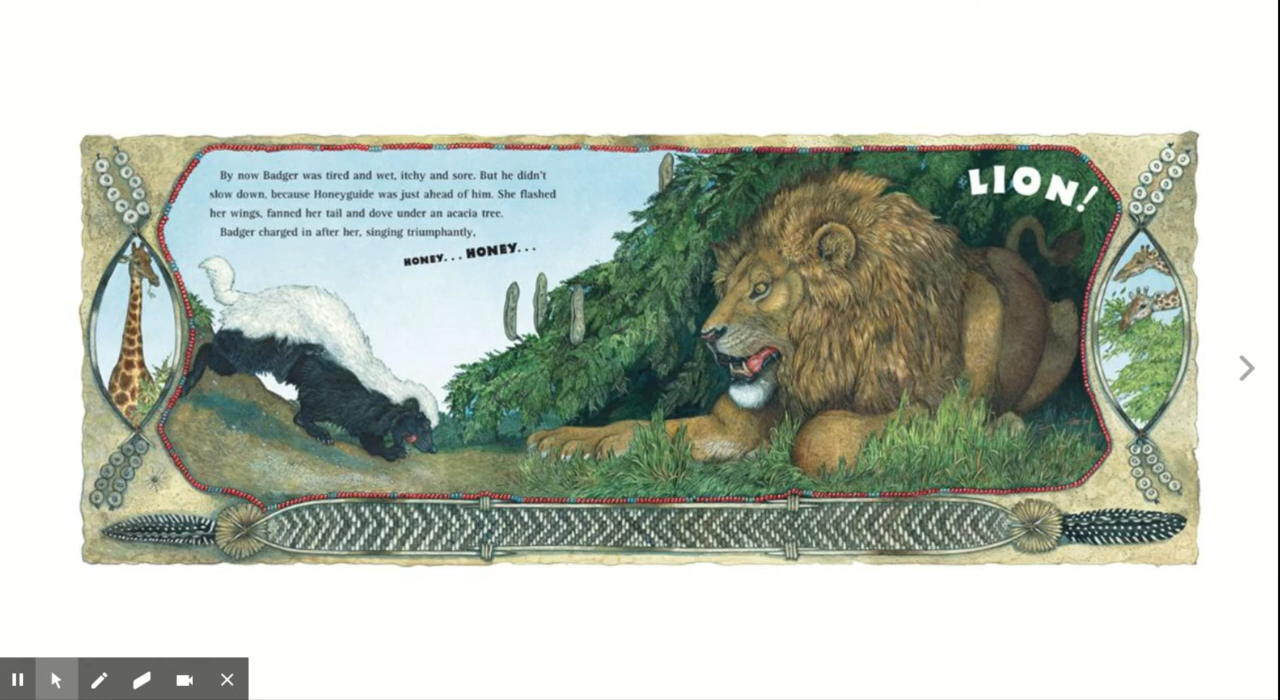 By now Badger was tired and wet, itchy and sore. But he didn't
slow down, because Honeyguide was just ahead of him. She flashed
her wings, fanned her tail and dove under an acacia tree.
Badger charged in after her, singing triumphantly,
HONEY. . . HONEY. . .
LION!